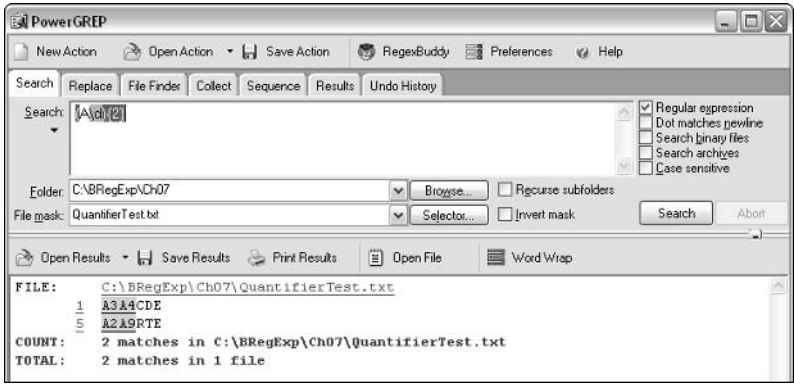 PowerGREP
New Action Open Action Save Action RegexBuddy Preferences Help
Search Replace File Finder Collect Sequence Results Undo History
Search: (A\d){2}
Regular expression
Dot matches newline
Search binary files
Search archives
Case sensitive
Folder: C:\BRegExp\Ch07 Browse... Recurse subfolders
File mask: QuantifierTest.txt Selector... Invert mask Search Abort
Open Results Save Results Print Results Open File Word Wrap
FILE: C:\BRegExp\Ch07\QuantifierTest.txt
1 A3A4CDE
5 A2A9RTE
COUNT: 2 matches in C:\BRegExp\Ch07\QuantifierTest.txt
TOTAL: 2 matches in 1 file